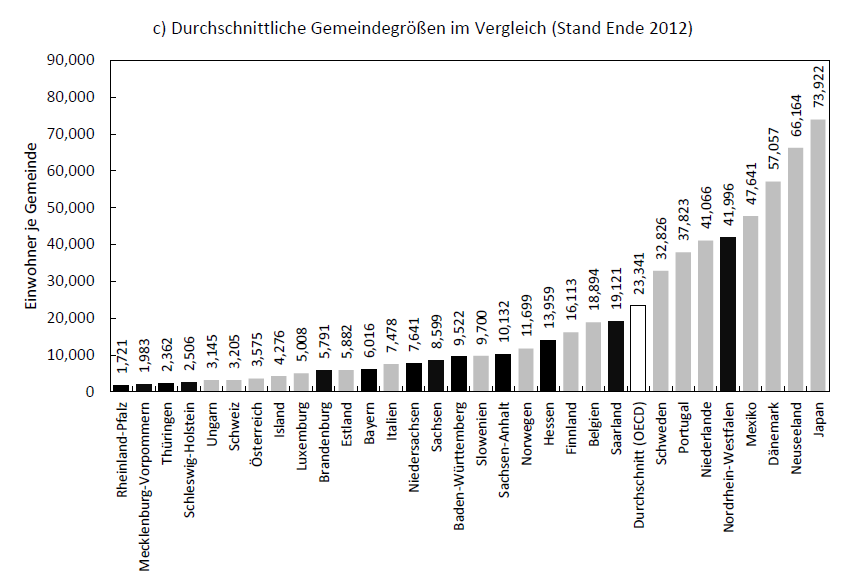 c) Durchschnittliche Gemeindegrößen im Vergleich (Stand Ende 2012)
Einwohner je Gemeinde
90,000
80,000
70,000
60,000
50,000
40,000
30,000
20,000
10,000
0
1,721
1,983
2,362
2,506
3,145
3,205
3,575
4,276
5,008
5,791
5,882
6,016
7,478
7,641
8,599
9,522
9,700
10,132
11,699
13,959
16,113
18,894
19,121
23,341
32,826
37,823
41,066
41,996
47,641
57,057
66,164
73,922
Rheinland-Pfalz
Mecklenburg-Vorpommern
Thüringen
Schleswig-Holstein
Ungarn
Schweiz
Österreich
Island
Luxemburg
Brandenburg
Estland
Bayern
Italien
Niedersachsen
Sachsen
Baden-Württemberg
Slowenien
Sachsen-Anhalt
Norwegen
Hessen
Finnland
Belgien
Saarland
Durchschnitt (OECD)
Schweden
Portugal
Niederlande
Nordrhein-Westfalen
Mexiko
Dänemark
Neuseeland
Japan